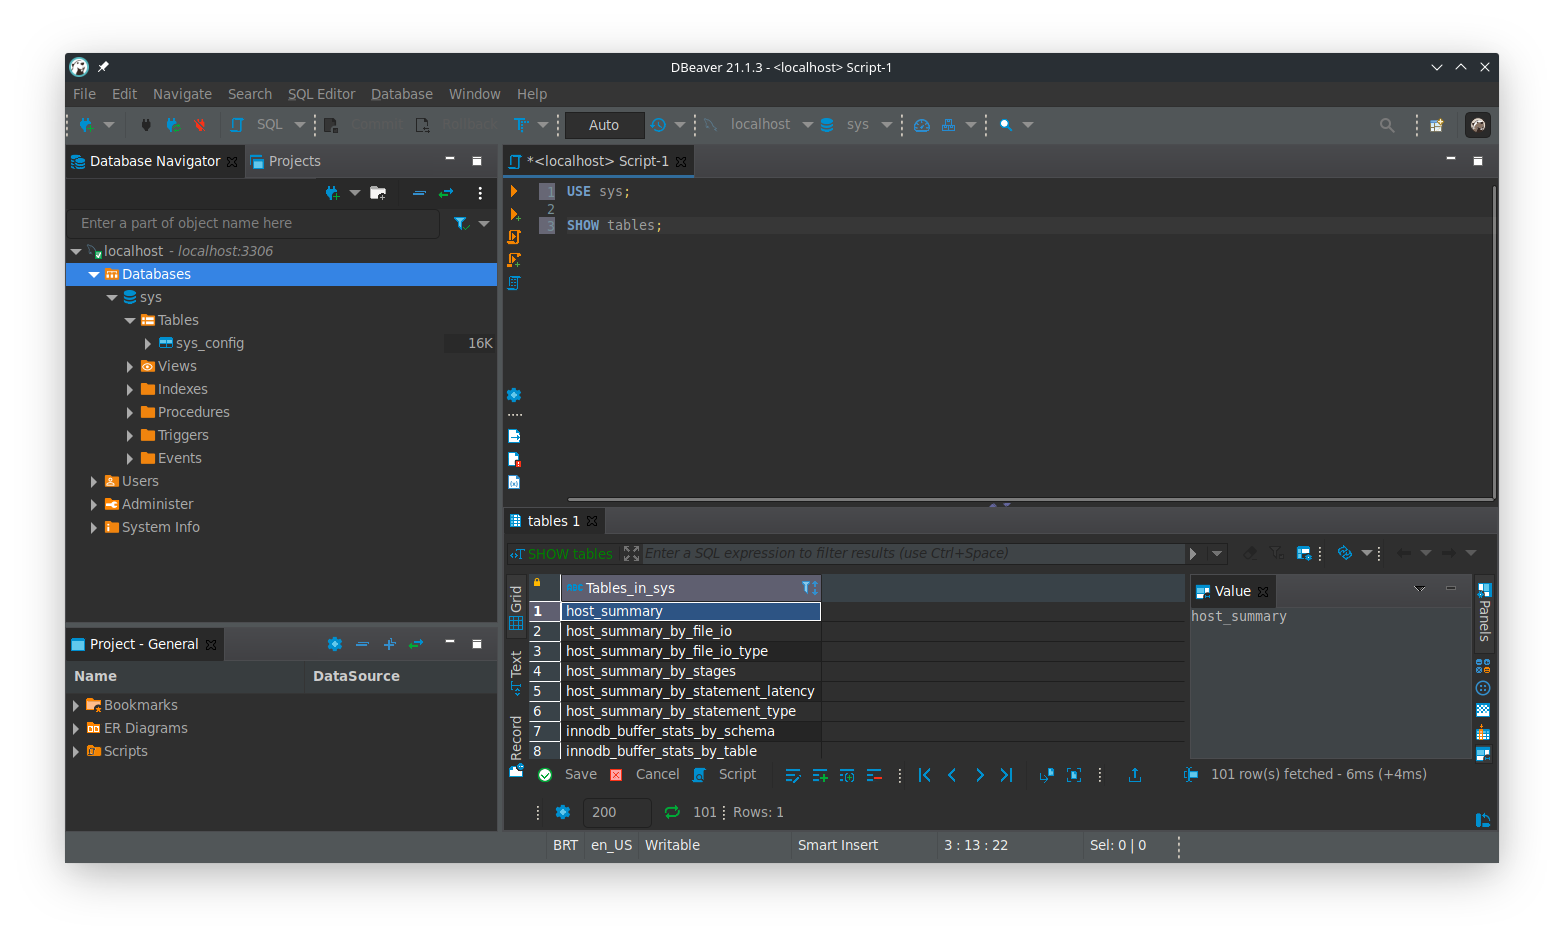 DBeaver 21.1.3 - <localhost> Script-1
File Edit Navigate Search SQL Editor Database Window Help
SQL Commit Rollback Auto localhost sys
Database Navigator Projects
Enter a part of object name here
localhost - localhost:3306
Databases
sys
Tables
sys_config 16K
Views
Indexes
Procedures
Triggers
Events
Users
Administer
System Info
Project - General
Name DataSource
Bookmarks
ER Diagrams
Scripts
*<localhost> Script-1
1 USE sys;
2
3 SHOW tables;
tables 1
SHOW tables Enter a SQL expression to filter results (use Ctrl+Space)
Grid
Text
Record
Tables_in_sys
1 host_summary
2 host_summary_by_file_io
3 host_summary_by_file_io_type
4 host_summary_by_stages
5 host_summary_by_statement_latency
6 host_summary_by_statement_type
7 innodb_buffer_stats_by_schema
8 innodb_buffer_stats_by_table
Value
host_summary
Panels
Save Cancel Script 101 row(s) fetched - 6ms (+4ms)
200 101 Rows: 1
BRT en_US Writable Smart Insert 3 : 13 : 22 Sel: 0 | 0